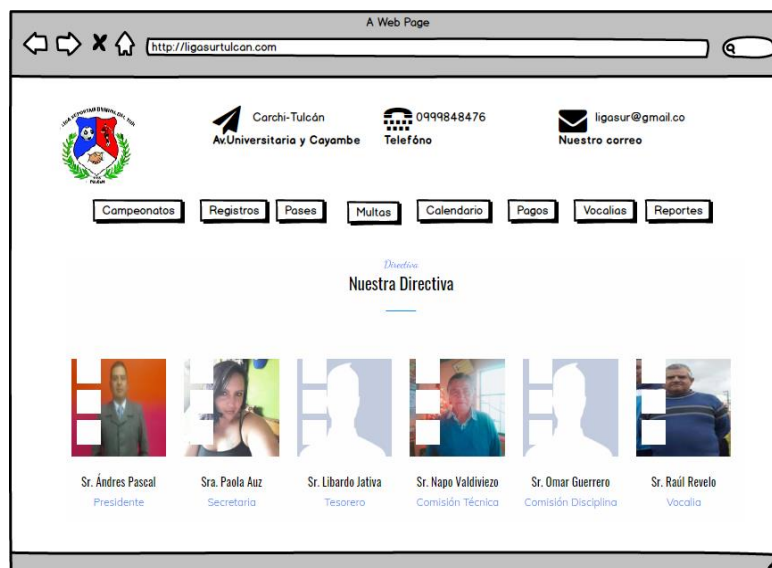 A Web Page
http://ligasurtulcan.com
Carchi-Tulcán
Av.Universitaria y Cayambe
0999848476
Telefóno
ligasur@gmail.co
Nuestro correo
Campeonatos
Registros
Pases
Multas
Calendario
Pagos
Vocalias
Reportes
Directiva
Nuestra Directiva
Sr. Ándres Pascal
Presidente
Sra. Paola Auz
Secretaria
Sr. Libardo Jativa
Tesorero
Sr. Napo Valdiviezo
Comisión Técnica
Sr. Omar Guerrero
Comisión Disciplina
Sr. Raúl Revelo
Vocalia